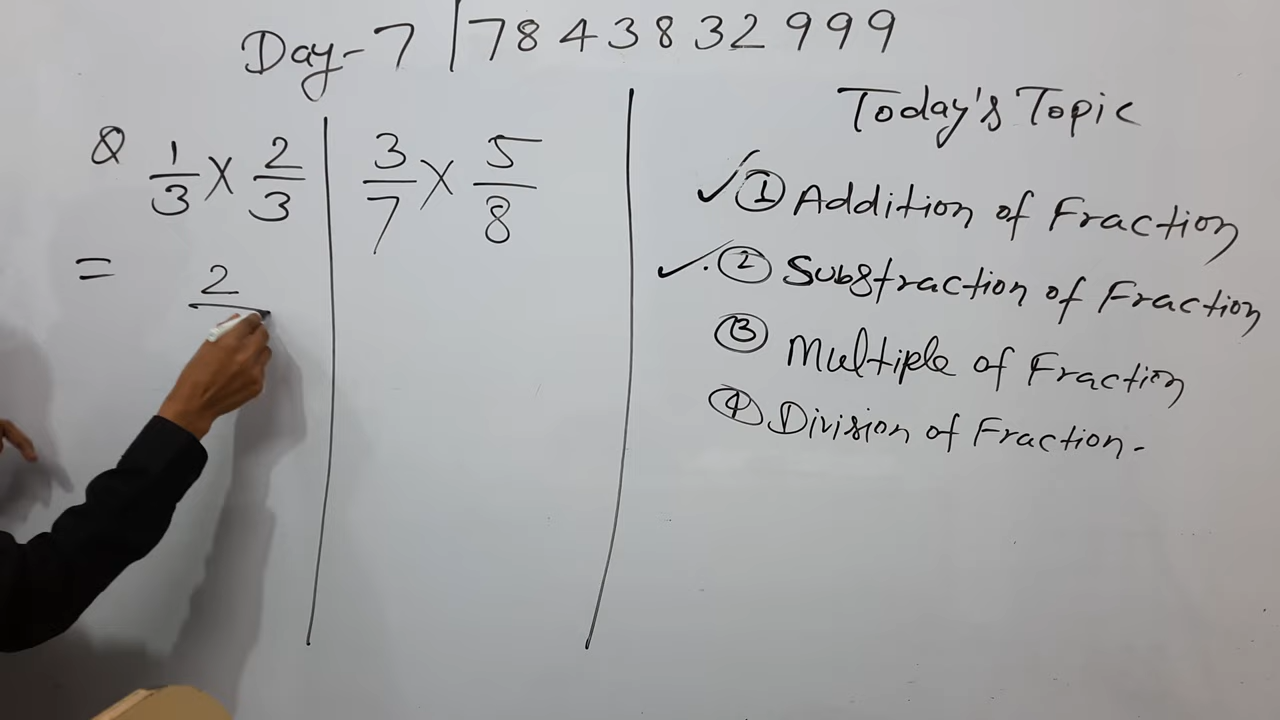 Day-7 | 7843832999
Q 1/3 × 2/3
= 2
3/7 × 5/8
Today's Topic
✓ ① Addition of Fraction
✓. ② Subgtraction of Fraction
③ Multiple of Fraction
④ Division of Fraction.